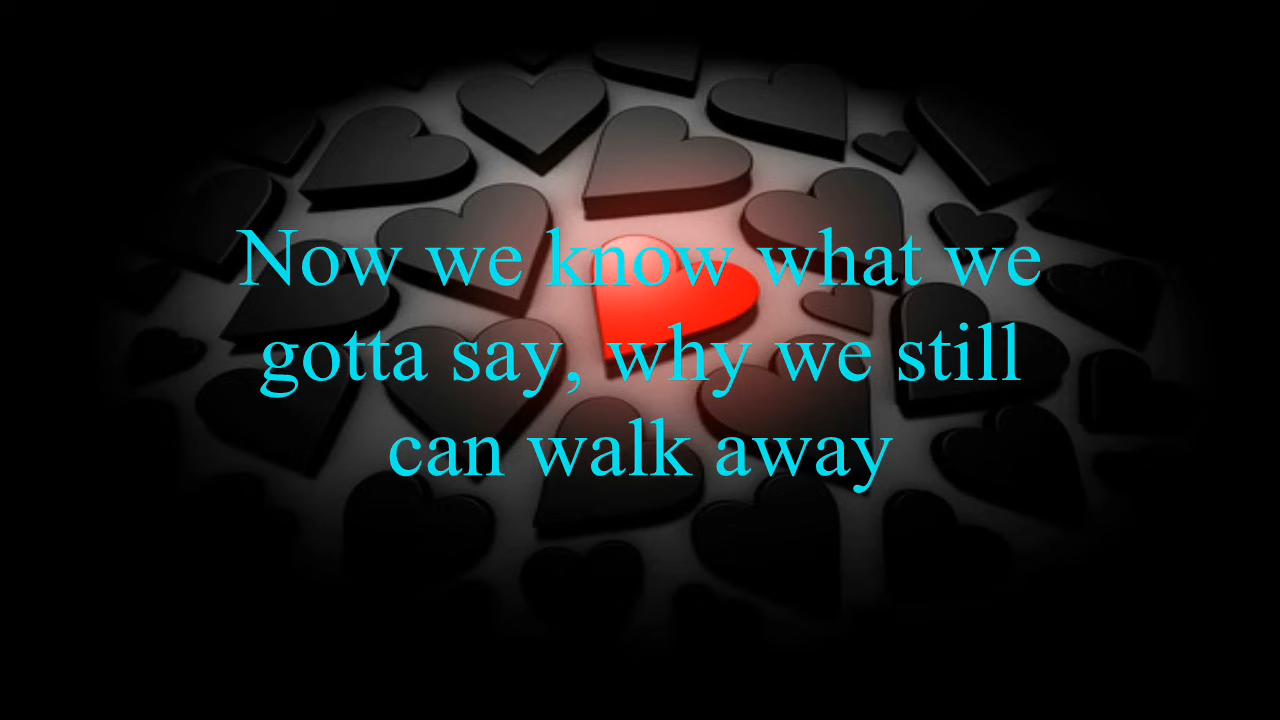 Now we know what we
gotta say, why we still
can walk away